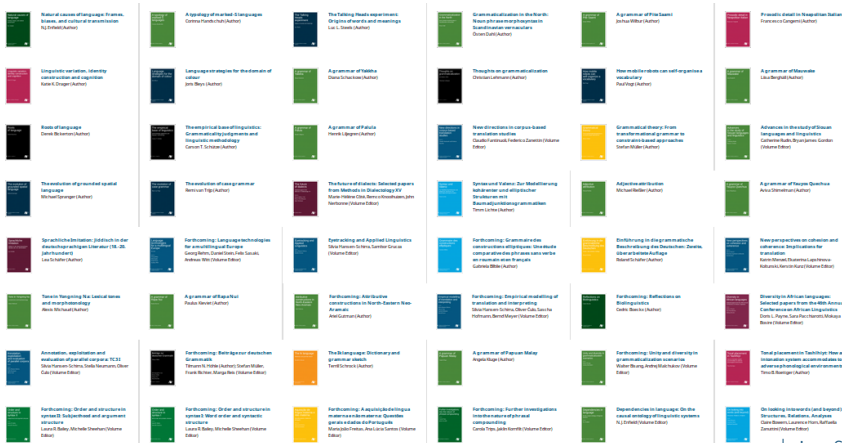 Natural causes of language: Frames,
biases, and cultural transmission
N.J. Enfield (Author)
A typology of marked-S languages
Corinna Handschuh (Author)
The Talking Heads experiment:
Origins of words and meanings
Luc L. Steels (Author)
Grammaticalization in the North:
Noun phrase morphosyntax in
Scandinavian vernaculars
Östen Dahl (Author)
A grammar of Pite Saami
Joshua Wilbur (Author)
Prosodic detail in Neapolitan Italian
Francesco Cangemi (Author)
Linguistic variation, identity
construction and cognition
Katie K. Drager (Author)
Language strategies for the domain of
colour
Joris Bleys (Author)
A grammar of Yakkha
Diana Schackow (Author)
Thoughts on grammaticalization
Christian Lehmann (Author)
How mobile robots can self-organise a
vocabulary
Paul Vogt (Author)
A grammar of Mauwake
Liisa Berghäll (Author)
Roots of language
Derek Bickerton (Author)
The empirical base of linguistics:
Grammaticality judgments and
linguistic methodology
Carson T. Schütze (Author)
A grammar of Palula
Henrik Liljegren (Author)
New directions in corpus-based
translation studies
Claudio Fantinuoli, Federico Zanettin (Volume
Editor)
Grammatical theory: From
transformational grammar to
constraint-based approaches
Stefan Müller (Author)
Advances in the study of Siouan
languages and linguistics
Catherine Rudin, Bryan James Gordon
(Volume Editor)
The evolution of grounded spatial
language
Michael Spranger (Author)
The evolution of case grammar
Remi van Trijp (Author)
The future of dialects: Selected papers
from Methods in Dialectology XV
Marie-Hélène Côté, Remco Knooihuizen, John
Nerbonne (Volume Editor)
Syntax und Valenz: Zur Modellierung
kohärenter und elliptischer
Strukturen mit
Baumadjunktionsgrammatiken
Timm Lichte (Author)
Adjective attribution
Michael Rießler (Author)
A grammar of Yauyos Quechua
Aviva Shimelman (Author)
Sprachliche Imitation: Jiddisch in der
deutschsprachigen Literatur (18.–20.
Jahrhundert)
Lea Schäfer (Author)
Forthcoming: Language technologies
for a multilingual Europe
Georg Rehm, Daniel Stein, Felix Sasaki,
Andreas Witt (Volume Editor)
Eyetracking and Applied Linguistics
Silvia Hansen-Schirra, Sambor Grucza
(Volume Editor)
Forthcoming: Grammaire des
constructions elliptiques: Une étude
comparative des phrases sans verbe
en roumain et en français
Gabriela Bîlbîie (Author)
Einführung in die grammatische
Beschreibung des Deutschen: Zweite,
überarbeitete Auflage
Roland Schäfer (Author)
New perspectives on cohesion and
coherence: Implications for
translation
Katrin Menzel, Ekaterina Lapshinova-
Koltunski, Kerstin Kunz (Volume Editor)
Tone in Yongning Na: Lexical tones
and morphotonology
Alexis Michaud (Author)
A grammar of Rapa Nui
Paulus Kieviet (Author)
Forthcoming: Attributive
constructions in North-Eastern Neo-
Aramaic
Ariel Gutman (Author)
Forthcoming: Empirical modelling of
translation and interpreting
Silvia Hansen-Schirra, Oliver Czulo, Sascha
Hofmann, Bernd Meyer (Volume Editor)
Forthcoming: Reflections on
Biolinguistics
Cedric Boeckx (Author)
Diversity in African languages:
Selected papers from the 46th Annual
Conference on African Linguistics
Doris L. Payne, Sara Pacchiarotti, Mokaya
Bosire (Volume Editor)
Annotation, exploitation and
evaluation of parallel corpora: TC3 I
Silvia Hansen-Schirra, Stella Neumann, Oliver
Čulo (Volume Editor)
Forthcoming: Beiträge zur deutschen
Grammatik
Tilman N. Höhle (Author); Stefan Müller,
Frank Richter, Marga Reis (Volume Editor)
The Ik language: Dictionary and
grammar sketch
Terrill Schrock (Author)
A grammar of Papuan Malay
Angela Kluge (Author)
Forthcoming: Unity and diversity in
grammaticalization scenarios
Walter Bisang, Andrej Malchukov (Volume
Editor)
Tonal placement in Tashlhiyt: How an
intonation system accommodates to
adverse phonological environments
Timo B. Roettger (Author)
Forthcoming: Order and structure in
syntax II: Subjecthood and argument
structure
Laura R. Bailey, Michelle Sheehan (Volume
Editor)
Forthcoming: Order and structure in
syntax I: Word order and syntactic
structure
Laura R. Bailey, Michelle Sheehan (Volume
Editor)
Forthcoming: A aquisição de língua
materna e não materna: Questões
gerais e dados do Português
Maria João Freitas, Ana Lúcia Santos (Volume
Editor)
Forthcoming: Further investigations
into the nature of phrasal
compounding
Carola Trips, Jaklin Kornfilt (Volume Editor)
Dependencies in language: On the
causal ontology of linguistic systems
N.J. Enfield (Volume Editor)
On looking into words (and beyond):
Structures, Relations, Analyses
Claire Bowern, Laurence Horn, Raffaella
Zanuttini (Volume Editor)